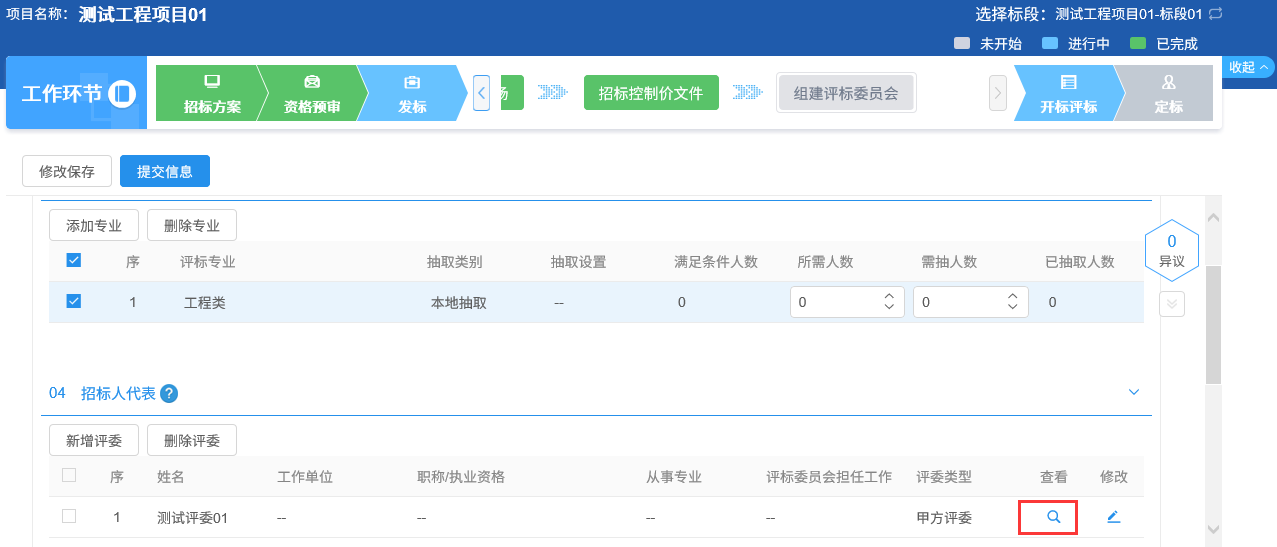 项目名称： 测试工程项目01
选择标段： 测试工程项目01-标段01
未开始 进行中 已完成
收起
工作环节
招标方案 资格预审 发标 场 招标控制价文件 组建评标委员会 开标评标 定标
修改保存 提交信息
添加专业 删除专业
0
异议
序 评标专业 抽取类别 抽取设置 满足条件人数 所需人数 需抽人数 已抽取人数
1 工程类 本地抽取 -- 0 0 0 0
04 招标人代表 ?
新增评委 删除评委
序 姓名 工作单位 职称/执业资格 从事专业 评标委员会担任工作 评委类型 查看 修改
1 测试评委01 -- -- -- -- 甲方评委